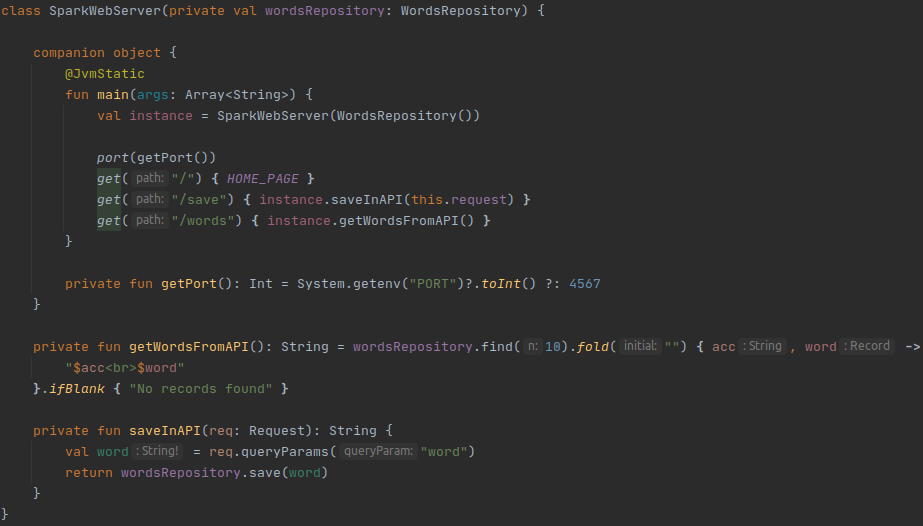 class SparkWebServer(private val wordsRepository: WordsRepository) {
companion object {
@JvmStatic
fun main(args: Array<String>) {
val instance = SparkWebServer(WordsRepository())
port(getPort())
get( path: "/") { HOME_PAGE }
get( path: "/save") { instance.saveInAPI(this.request) }
get( path: "/words") { instance.getWordsFromAPI() }
}
private fun getPort(): Int = System.getenv("PORT")?.toInt() ?: 4567
}
private fun getWordsFromAPI(): String = wordsRepository.find( n: 10).fold( initial: "") { acc : String , word : Record ->
"$acc<br>$word"
}.ifBlank { "No records found" }
private fun saveInAPI(req: Request): String {
val word : String! = req.queryParams( queryParam: "word")
return wordsRepository.save(word)
}
}